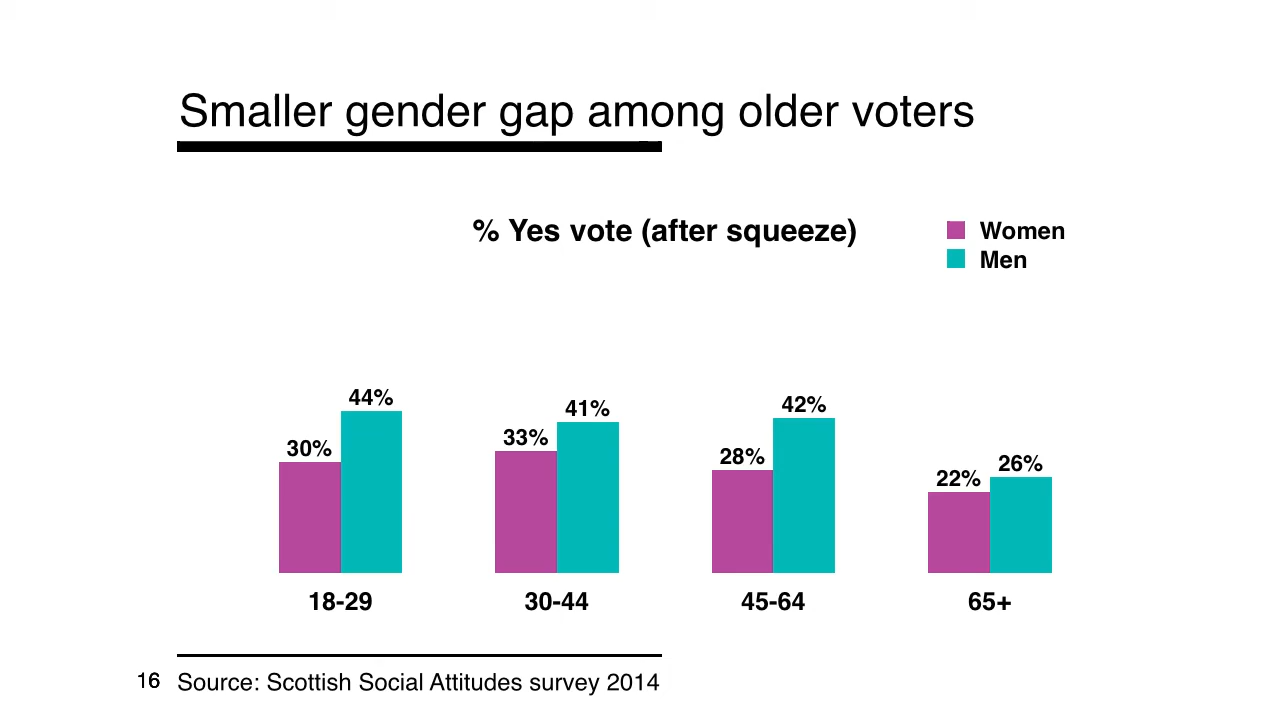 Smaller gender gap among older voters
% Yes vote (after squeeze)
Women
Men
44%
30%
41%
33%
42%
28%
26%
22%
18-29
30-44
45-64
65+
16 Source: Scottish Social Attitudes survey 2014